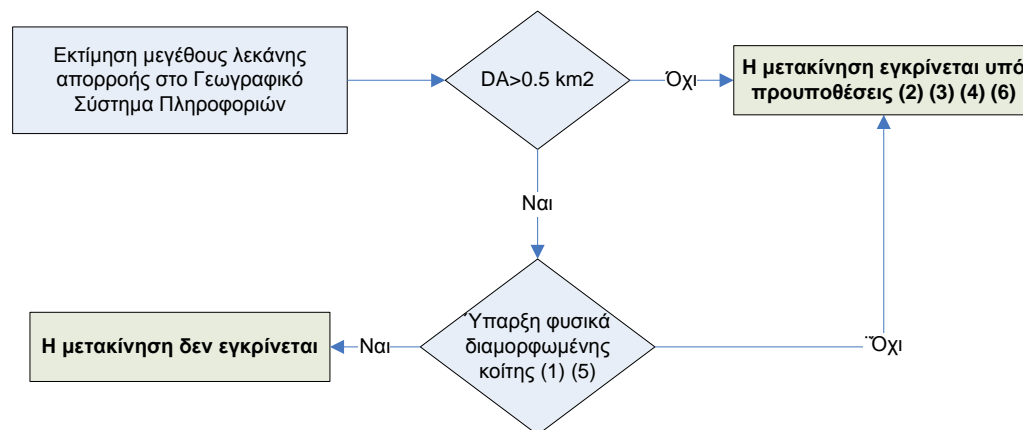 Εκτίμηση μεγέθους λεκάνης
απορροής στο Γεωγραφικό
Σύστημα Πληροφοριών
DA>0.5 km2
Όχι
Η μετακίνηση εγκρίνεται υπό
προυποθέσεις (2) (3) (4) (6)
Ναι
Ύπαρξη φυσικά
διαμορφωμένης
κοίτης (1) (5)
Ναι
Η μετακίνηση δεν εγκρίνεται
¨Όχι